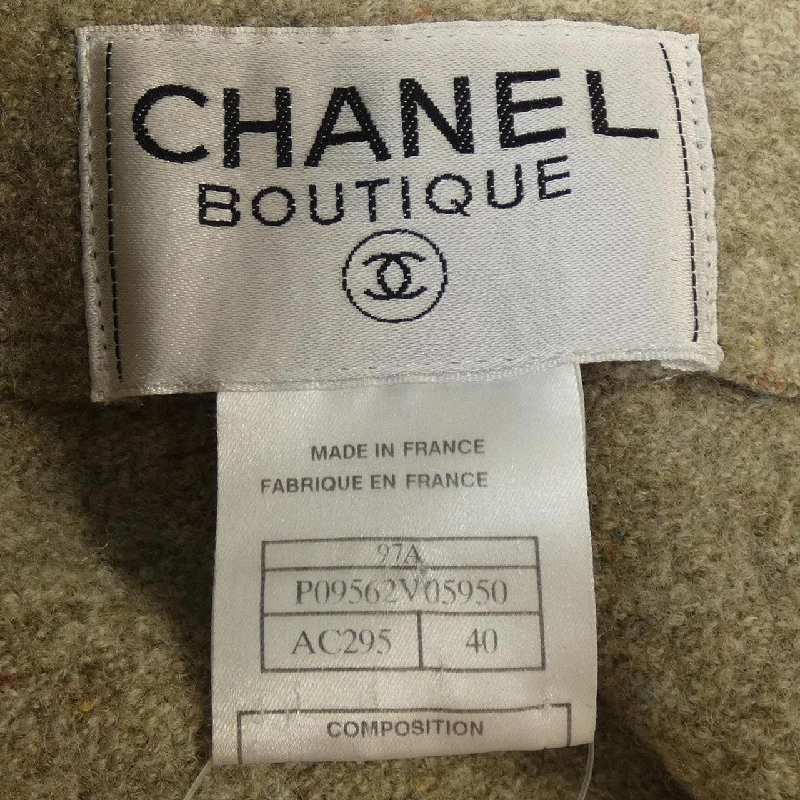 CHANEL
BOUTIQUE
MADE IN FRANCE
FABRIQUE EN FRANCE
97A
P09562V05950
AC295 40
COMPOSITION